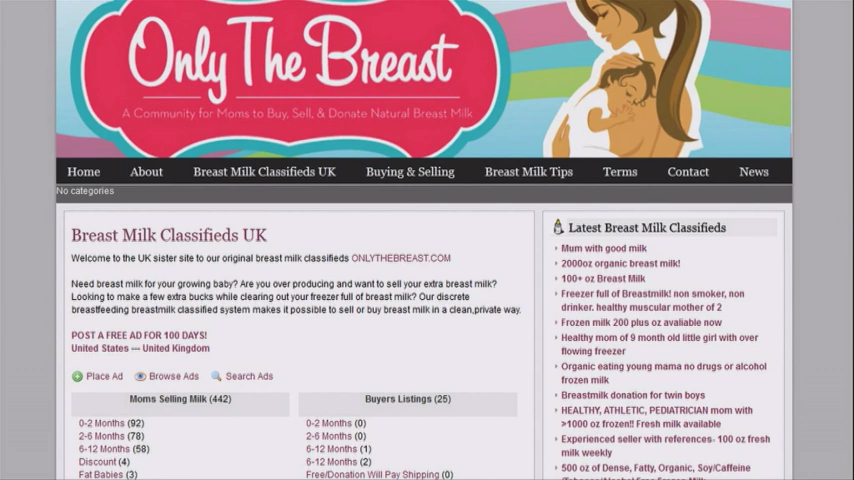 Only The Breast
A Community for Moms to Buy, Sell, & Donate Natural Breast Milk
Home About Breast Milk Classifieds UK Buying & Selling Breast Milk Tips Terms Contact News
No categories
Breast Milk Classifieds UK
Welcome to the UK sister site to our original breast milk classifieds ONLYTHEBREAST.COM
Need breast milk for your growing baby? Are you over producing and want to sell your extra breast milk?
Looking to make a few extra bucks while clearing out your freezer full of breast milk? Our discrete
breastfeeding breastmilk classified system makes it possible to sell or buy breast milk in a clean,private way.
POST A FREE AD FOR 100 DAYS!
United States --- United Kingdom
Place Ad Browse Ads Search Ads
Moms Selling Milk (442)
0-2 Months (92)
2-6 Months (78)
6-12 Months (58)
Discount (4)
Fat Babies (3)
Buyers Listings (25)
0-2 Months (0)
2-6 Months (0)
6-12 Months (1)
6-12 Months (2)
Free/Donation Will Pay Shipping (0)
Latest Breast Milk Classifieds
Mum with good milk
2000oz organic breast milk!
100+ oz Breast Milk
Freezer full of Breastmilk! non smoker, non
drinker. healthy muscular mother of 2
Frozen milk 200 plus oz avaliable now
Healthy mom of 9 month old little girl with over
flowing freezer
Organic eating young mama no drugs or alcohol
frozen milk
Breastmilk donation for twin boys
HEALTHY, ATHLETIC, PEDIATRICIAN mom with
>1000 oz frozen!! Fresh milk available
Experienced seller with references- 100 oz fresh
milk weekly
500 oz of Dense, Fatty, Organic, Soy/Caffeine